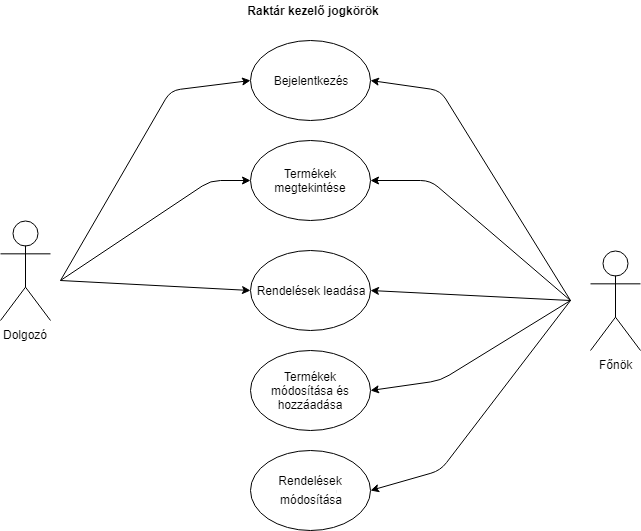 Raktár kezelő jogkörök
Bejelentkezés
Termékek
megtekintése
Rendelések leadása
Dolgozó
Főnök
Termékek
módosítása és
hozzáadása
Rendelések
módosítása